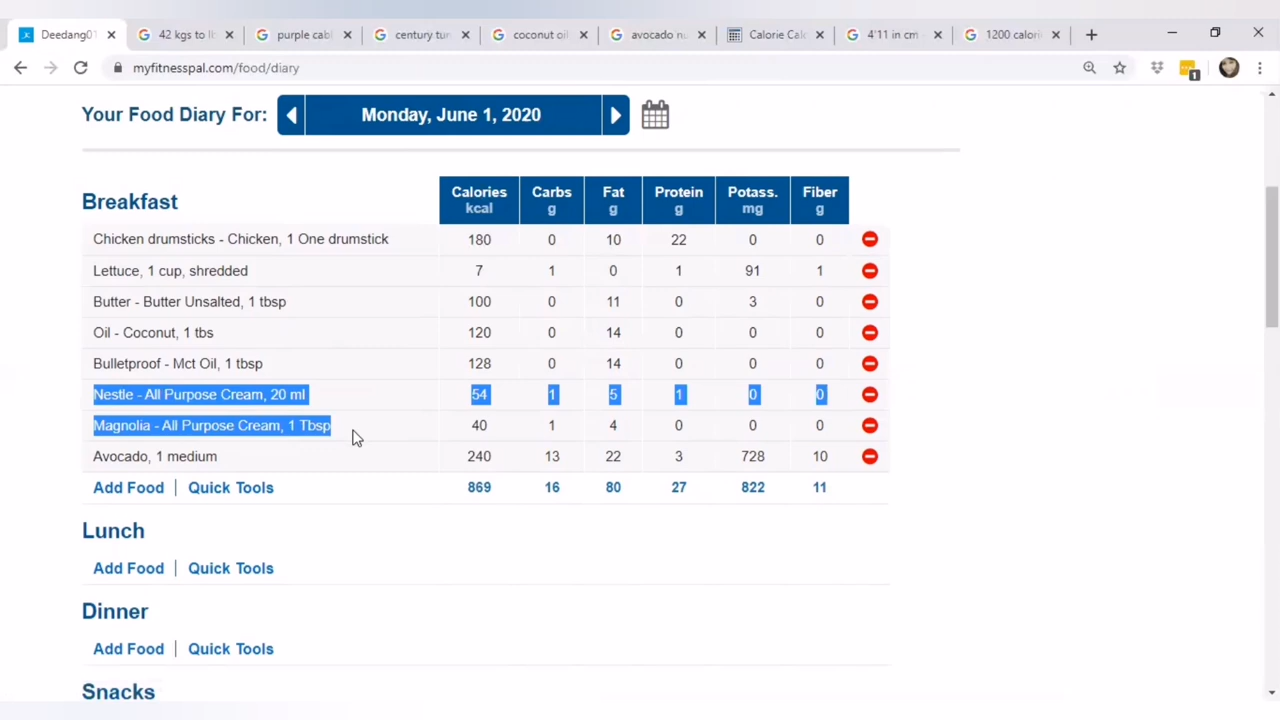 Deedang01
42 kgs to lb
purple cabl
century tun
coconut oil
avocado nu
Calorie Calc
4'11 in cm
1200 calori
myfitnesspal.com/food/diary
1
Your Food Diary For:
Monday, June 1, 2020
Breakfast
Calories kcal Carbs g Fat g Protein g Potass. mg Fiber g
Chicken drumsticks - Chicken, 1 One drumstick 180 0 10 22 0 0
Lettuce, 1 cup, shredded 7 1 0 1 91 1
Butter - Butter Unsalted, 1 tbsp 100 0 11 0 3 0
Oil - Coconut, 1 tbs 120 0 14 0 0 0
Bulletproof - Mct Oil, 1 tbsp 128 0 14 0 0 0
Nestle - All Purpose Cream, 20 ml 54 1 5 1 0 0
Magnolia - All Purpose Cream, 1 Tbsp 40 1 4 0 0 0
Avocado, 1 medium 240 13 22 3 728 10
Add Food | Quick Tools 869 16 80 27 822 11
Lunch
Add Food | Quick Tools
Dinner
Add Food | Quick Tools
Snacks